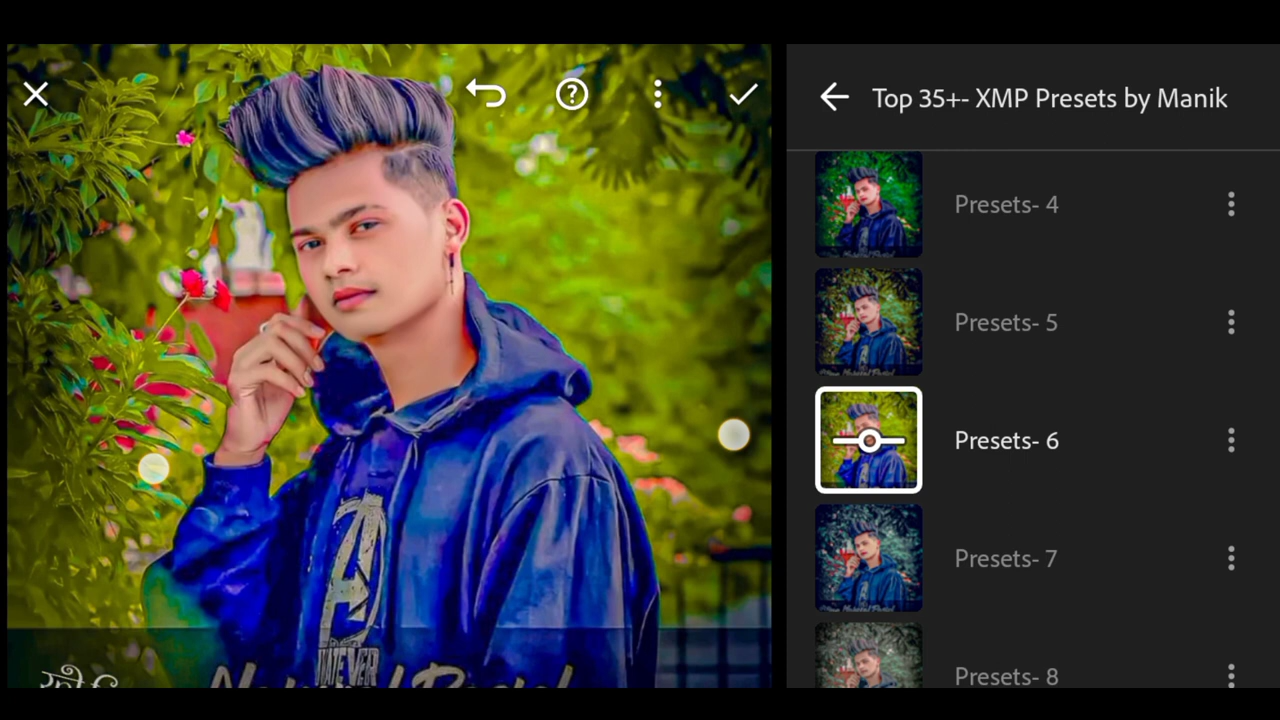 Top 35+- XMP Presets by Manik
Presets- 4
Presets- 5
Presets- 6
Presets- 7
Presets- 8